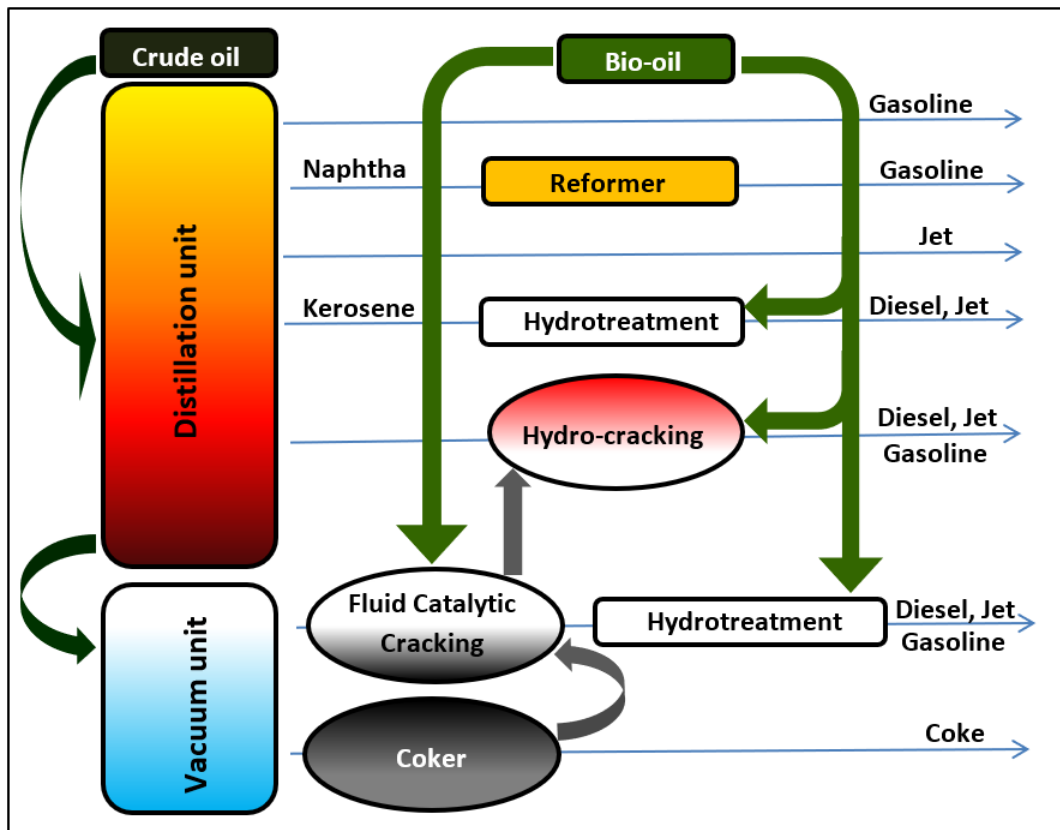 Crude oil
Bio-oil
Gasoline
Naphtha
Reformer
Gasoline
Jet
Distillation unit
Kerosene
Hydrotreatment
Diesel, Jet
Hydro-cracking
Diesel, Jet
Gasoline
Vacuum unit
Fluid Catalytic
Cracking
Hydrotreatment
Diesel, Jet
Gasoline
Coker
Coke